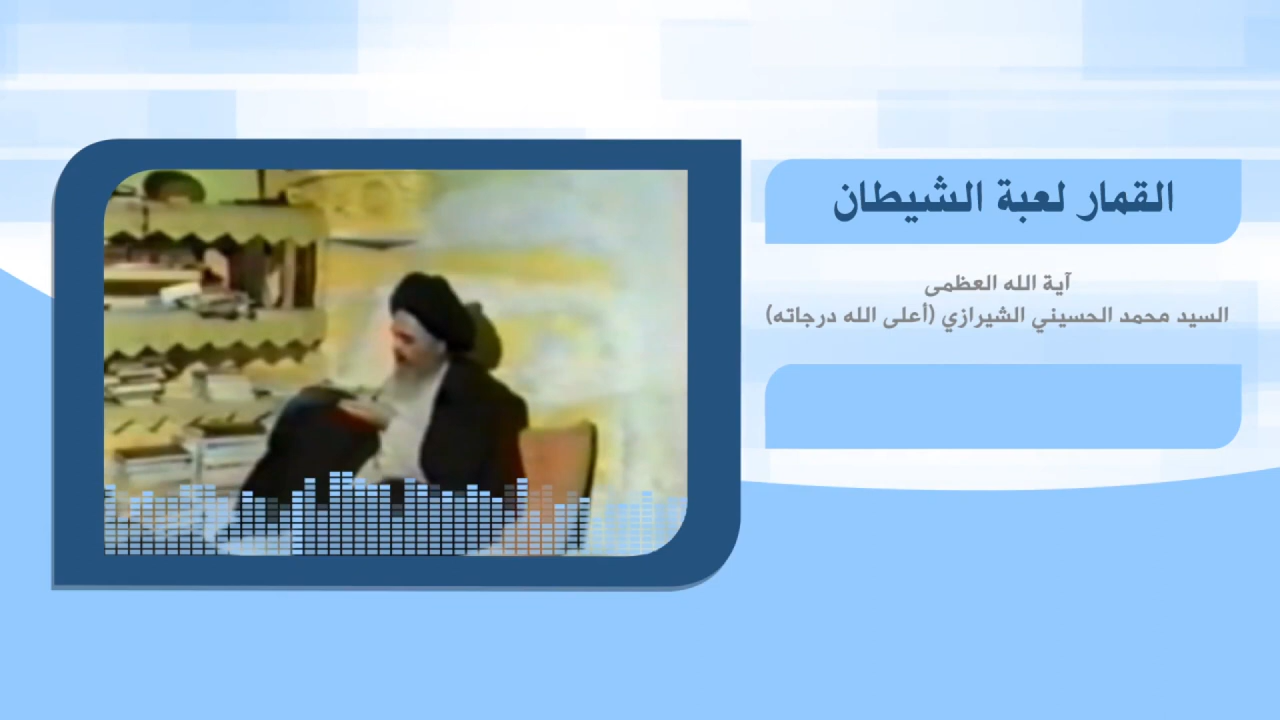 القمار لعبة الشيطان
آية الله العظمى
السيد محمد الحسيني الشيرازي (أعلى الله درجاته)